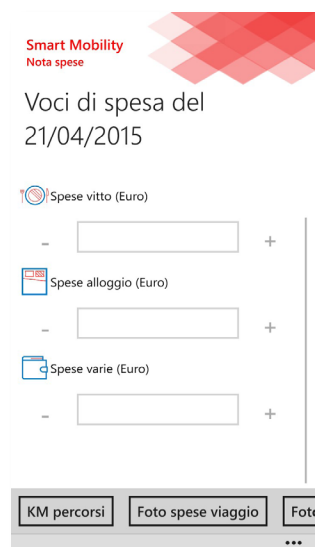 Smart Mobility
Nota spese
Voci di spesa del
21/04/2015
Spese vitto (Euro)
- +
Spese alloggio (Euro)
- +
Spese varie (Euro)
- +
KM percorsi Foto spese viaggio Foto
...